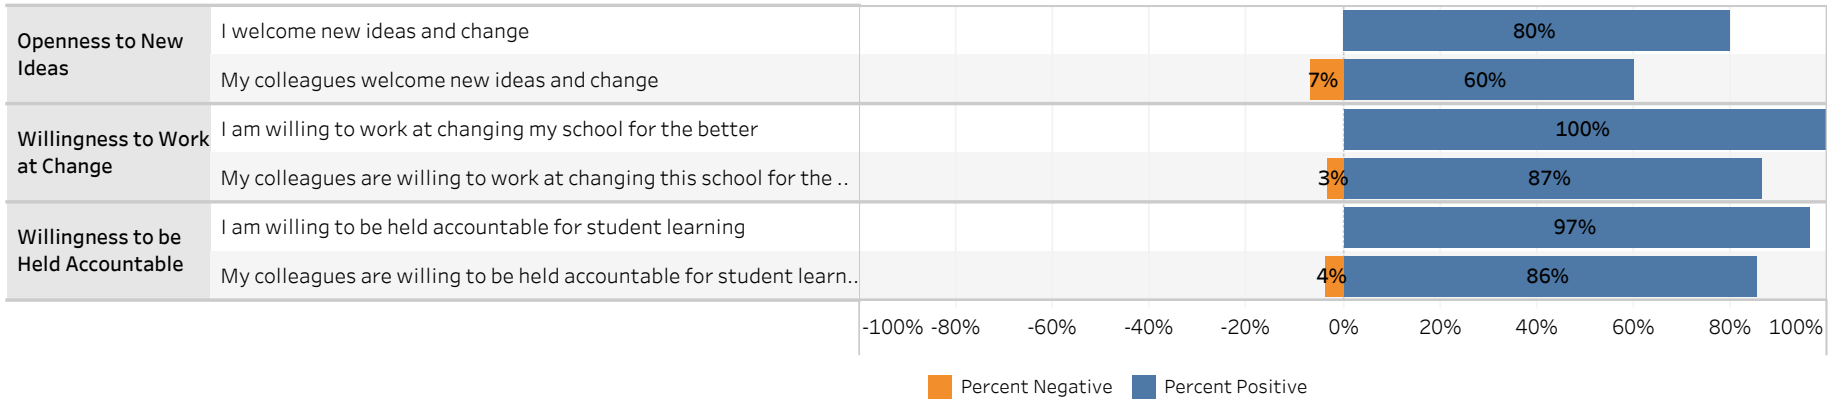 Openness to New
Ideas
I welcome new ideas and change
80%
My colleagues welcome new ideas and change
7%
60%
Willingness to Work
at Change
I am willing to work at changing my school for the better
100%
My colleagues are willing to work at changing this school for the ..
3%
87%
Willingness to be
Held Accountable
I am willing to be held accountable for student learning
97%
My colleagues are willing to be held accountable for student learn..
4%
86%
-100% -80% -60% -40% -20% 0% 20% 40% 60% 80% 100%
Percent Negative Percent Positive